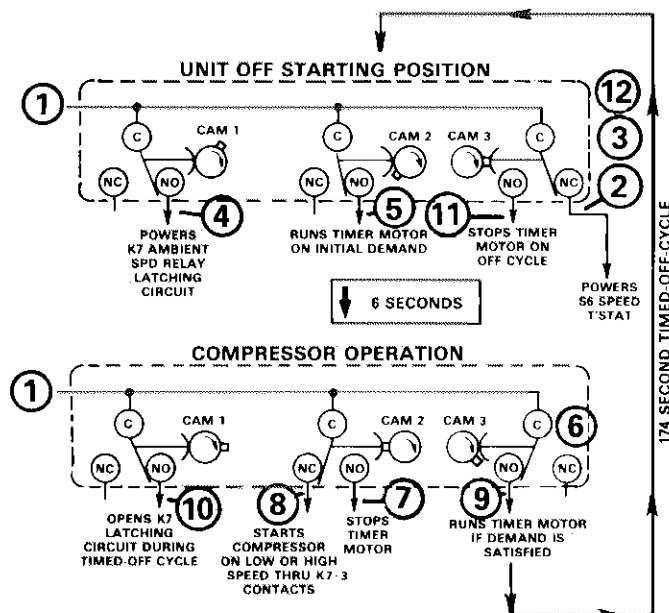 UNIT OFF STARTING POSITION
1
12
3
C
CAM 1
C
CAM 2
CAM 3
C
NC
NO
NO
NO
NC
2
4
5
11
POWERS
K7 AMBIENT
SPD RELAY
LATCHING
CIRCUIT
RUNS TIMER MOTOR
ON INITIAL DEMAND
STOPS TIMER
MOTOR ON
OFF CYCLE
POWERS
S6 SPEED
T'STAT
6 SECONDS
174 SECOND TIMED-OFF-CYCLE
COMPRESSOR OPERATION
1
C
CAM 1
C
CAM 2
CAM 3
C
6
NC
NO
NC
NO
NO
NC
10
8
7
9
OPENS K7
LATCHING
CIRCUIT DURING
TIMED-OFF CYCLE
STARTS
COMPRESSOR
ON LOW OR HIGH
SPEED THRU K7-3
CONTACTS
STOPS
TIMER
MOTOR
RUNS TIMER MOTOR
IF DEMAND IS
SATISFIED